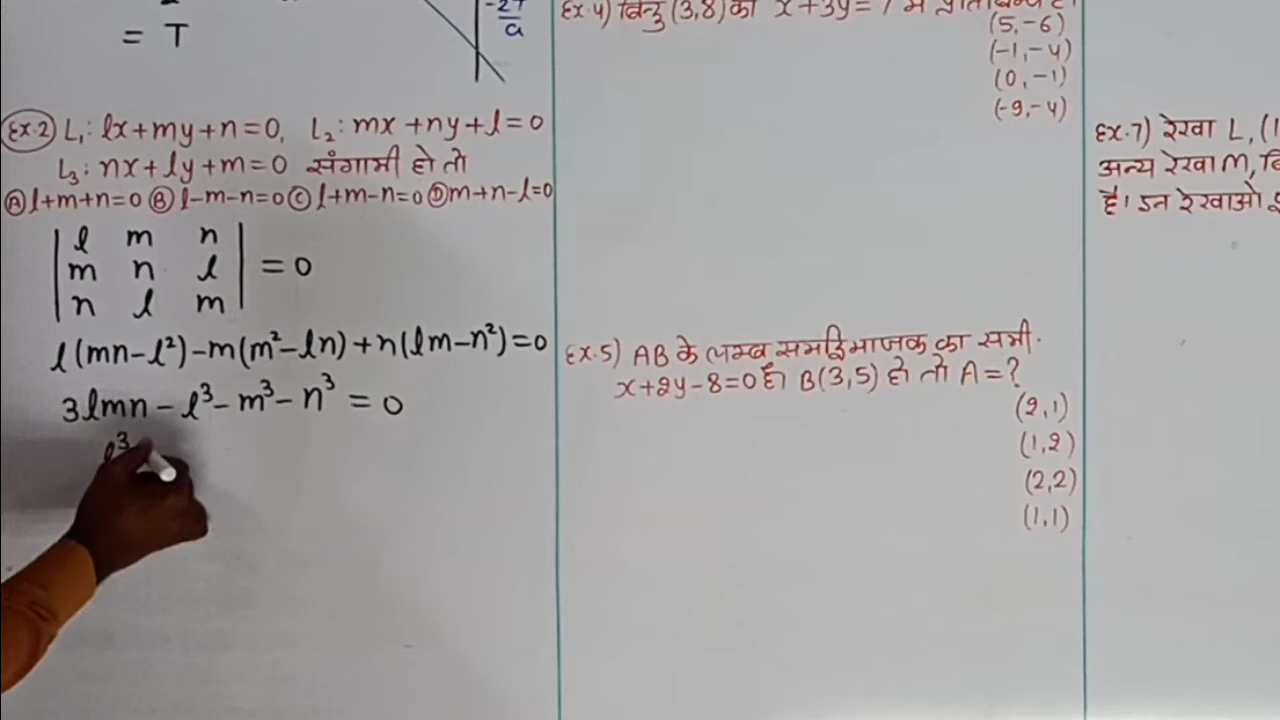 = T
-2T
a
Ex.2) L₁: lx+my+n=0, L₂: mx+ny+l=0
L₃: nx+ly+m=0 संगामी हो तो
Ⓐ l+m+n=0 Ⓑ l-m-n=0 Ⓒ l+m-n=0 Ⓓ m+n-l=0
l m n
m n l = 0
n l m
l(mn-l²)-m(m²-ln)+n(lm-n²)=0
3lmn-l³-m³-n³=0
l³
Ex.4) बिन्दु (3,8) का x+3y=7 में
(5,-6)
(-1,-4)
(0,-1)
(-9,-4)
Ex.5) AB के लम्ब समद्विभाजक का समी.
x+2y-8=0 है। B(3,5) हो तो A=?
(2,1)
(1,2)
(2,2)
(1,1)
Ex.7) रेखा L, (1
अन्य रेखा M,
है। इन रेखाओ